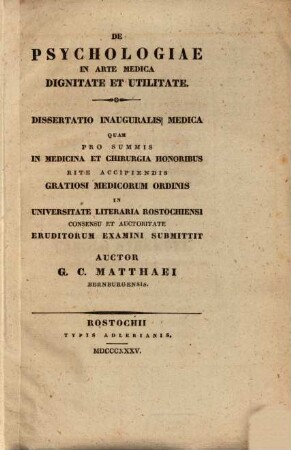 DE
PSYCHOLOGIAE
IN ARTE MEDICA
DIGNITATE ET UTILITATE.
DISSERTATIO INAUGURALIS MEDICA
QUAM
PRO SUMMIS
IN MEDICINA ET CHIRURGIA HONORIBUS
RITE ACCIPIENDIS
GRATIOSI MEDICORUM ORDINIS
IN
UNIVERSITATE LITERARIA ROSTOCHIENSI
CONSENSU ET AUCTORITATE
ERUDITORUM EXAMINI SUBMITTIT
AUCTOR
G. C. MATTHAEI
ROSTOCHII
TYPIS ADLERIANIS.
MDCCCXXXV.